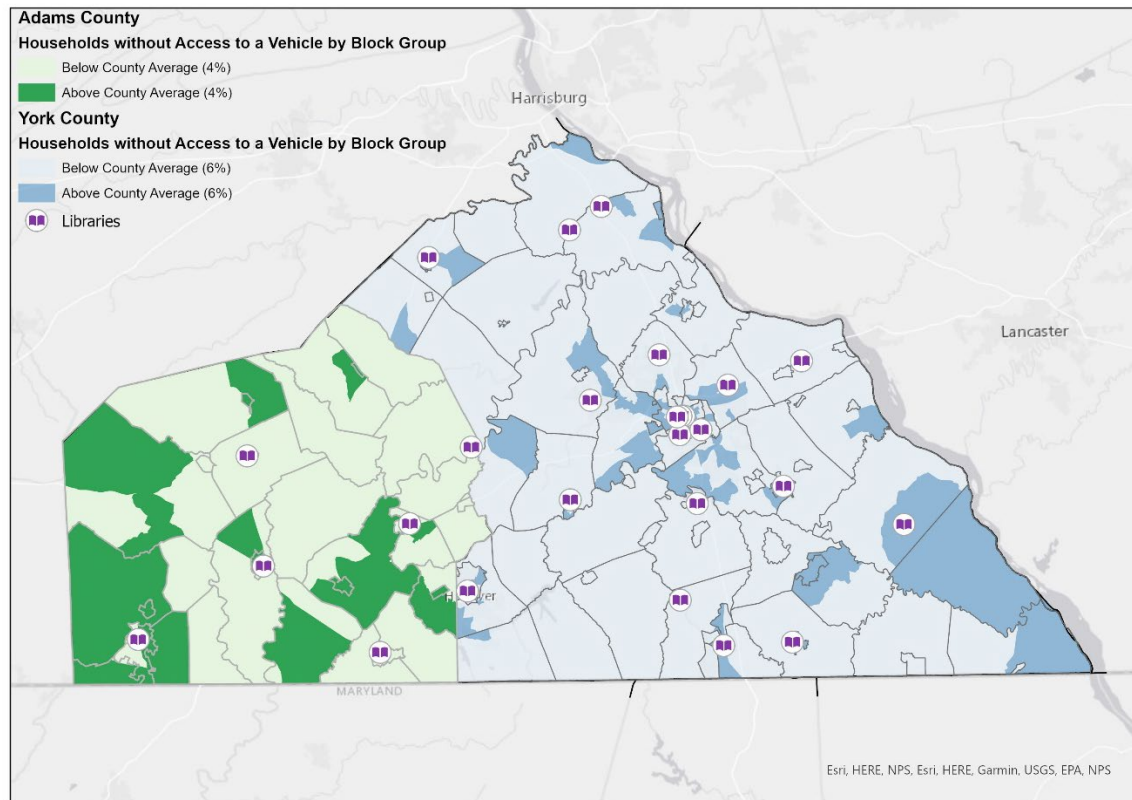 Adams County
Households without Access to a Vehicle by Block Group
Below County Average (4%)
Above County Average (4%)
York County
Households without Access to a Vehicle by Block Group
Below County Average (6%)
Above County Average (6%)
Libraries
Harrisburg
Lancaster
MARYLAND
Esri, HERE, NPS, Esri, HERE, Garmin, USGS, EPA, NPS